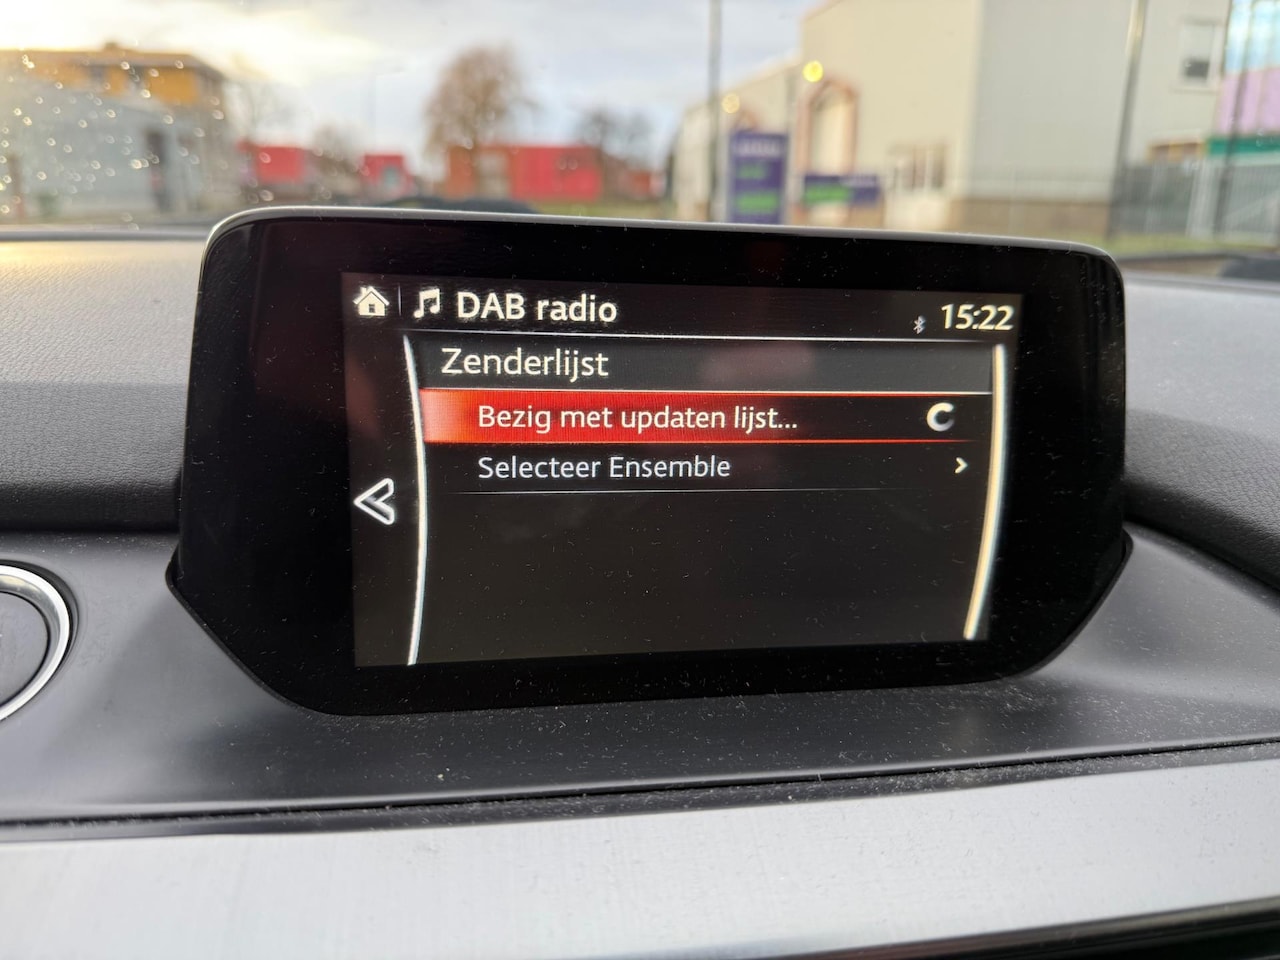 DAB radio
15:22
Zenderlijst
Bezig met updaten lijst...
Selecteer Ensemble